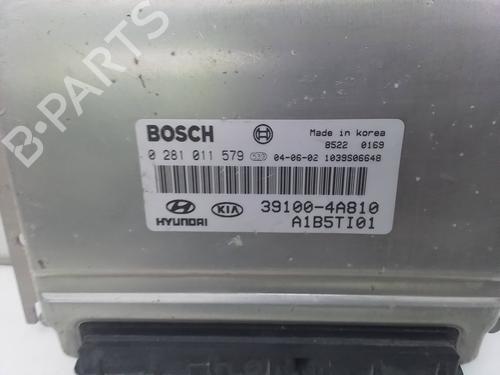 B-PARTS
BOSCH
Made in korea
8522 0169
0 281 011 579 533 04-06-02 1039S06648
HYUNDAI KIA 39100-4A810
A1B5TI01